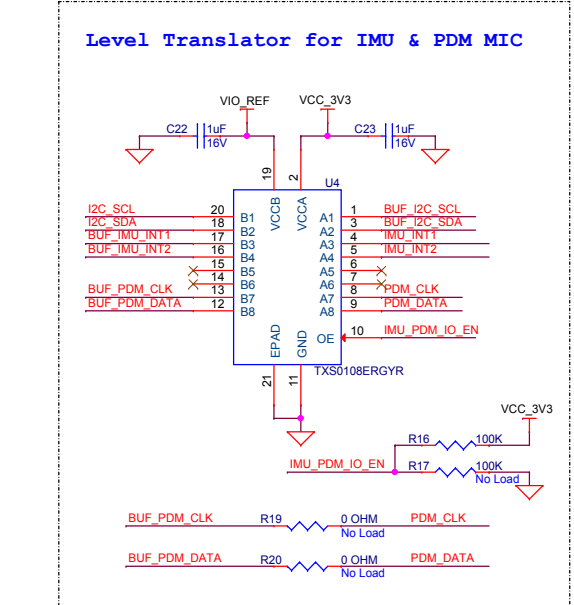 Level Translator for IMU & PDM MIC
VIO_REF VCC_3V3
C22 1uF C23 1uF
16V 16V
19 2
U4
I2C_SCL 20 B1 VCCB VCCA A1 1 BUF_I2C_SCL
I2C_SDA 18 B2 A2 3 BUF_I2C_SDA
BUF_IMU_INT1 17 B3 A3 4 IMU_INT1
BUF_IMU_INT2 16 B4 A4 5 IMU_INT2
15 B5 A5 6
14 B6 A6 7
BUF_PDM_CLK 13 B7 A7 8 PDM_CLK
BUF_PDM_DATA 12 B8 A8 9 PDM_DATA
EPAD GND OE 10 IMU_PDM_IO_EN
TXS0108ERGYR
21 11
VCC_3V3
R16 100K
IMU_PDM_IO_EN R17 100K
No Load
BUF_PDM_CLK R19 0 OHM PDM_CLK
No Load
BUF_PDM_DATA R20 0 OHM PDM_DATA
No Load